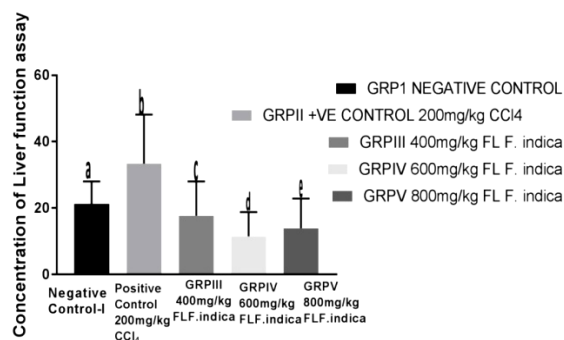 Concentration of Liver function assay
60
40
20
0
a
b
c
d
e
GRP1 NEGATIVE CONTROL
GRPII +VE CONTROL 200mg/kg CCl4
GRPIII 400mg/kg FL F. indica
GRPIV 600mg/kg FL F. indica
GRPV 800mg/kg FL F. indica
Negative
Control-I
Positive
Control
200mg/kg
CCL
GRPIII
400mg/kg
FLF.indica
GRPIV
600mg/kg
FLF.indica
GRPV
800mg/kg
FLF.indica